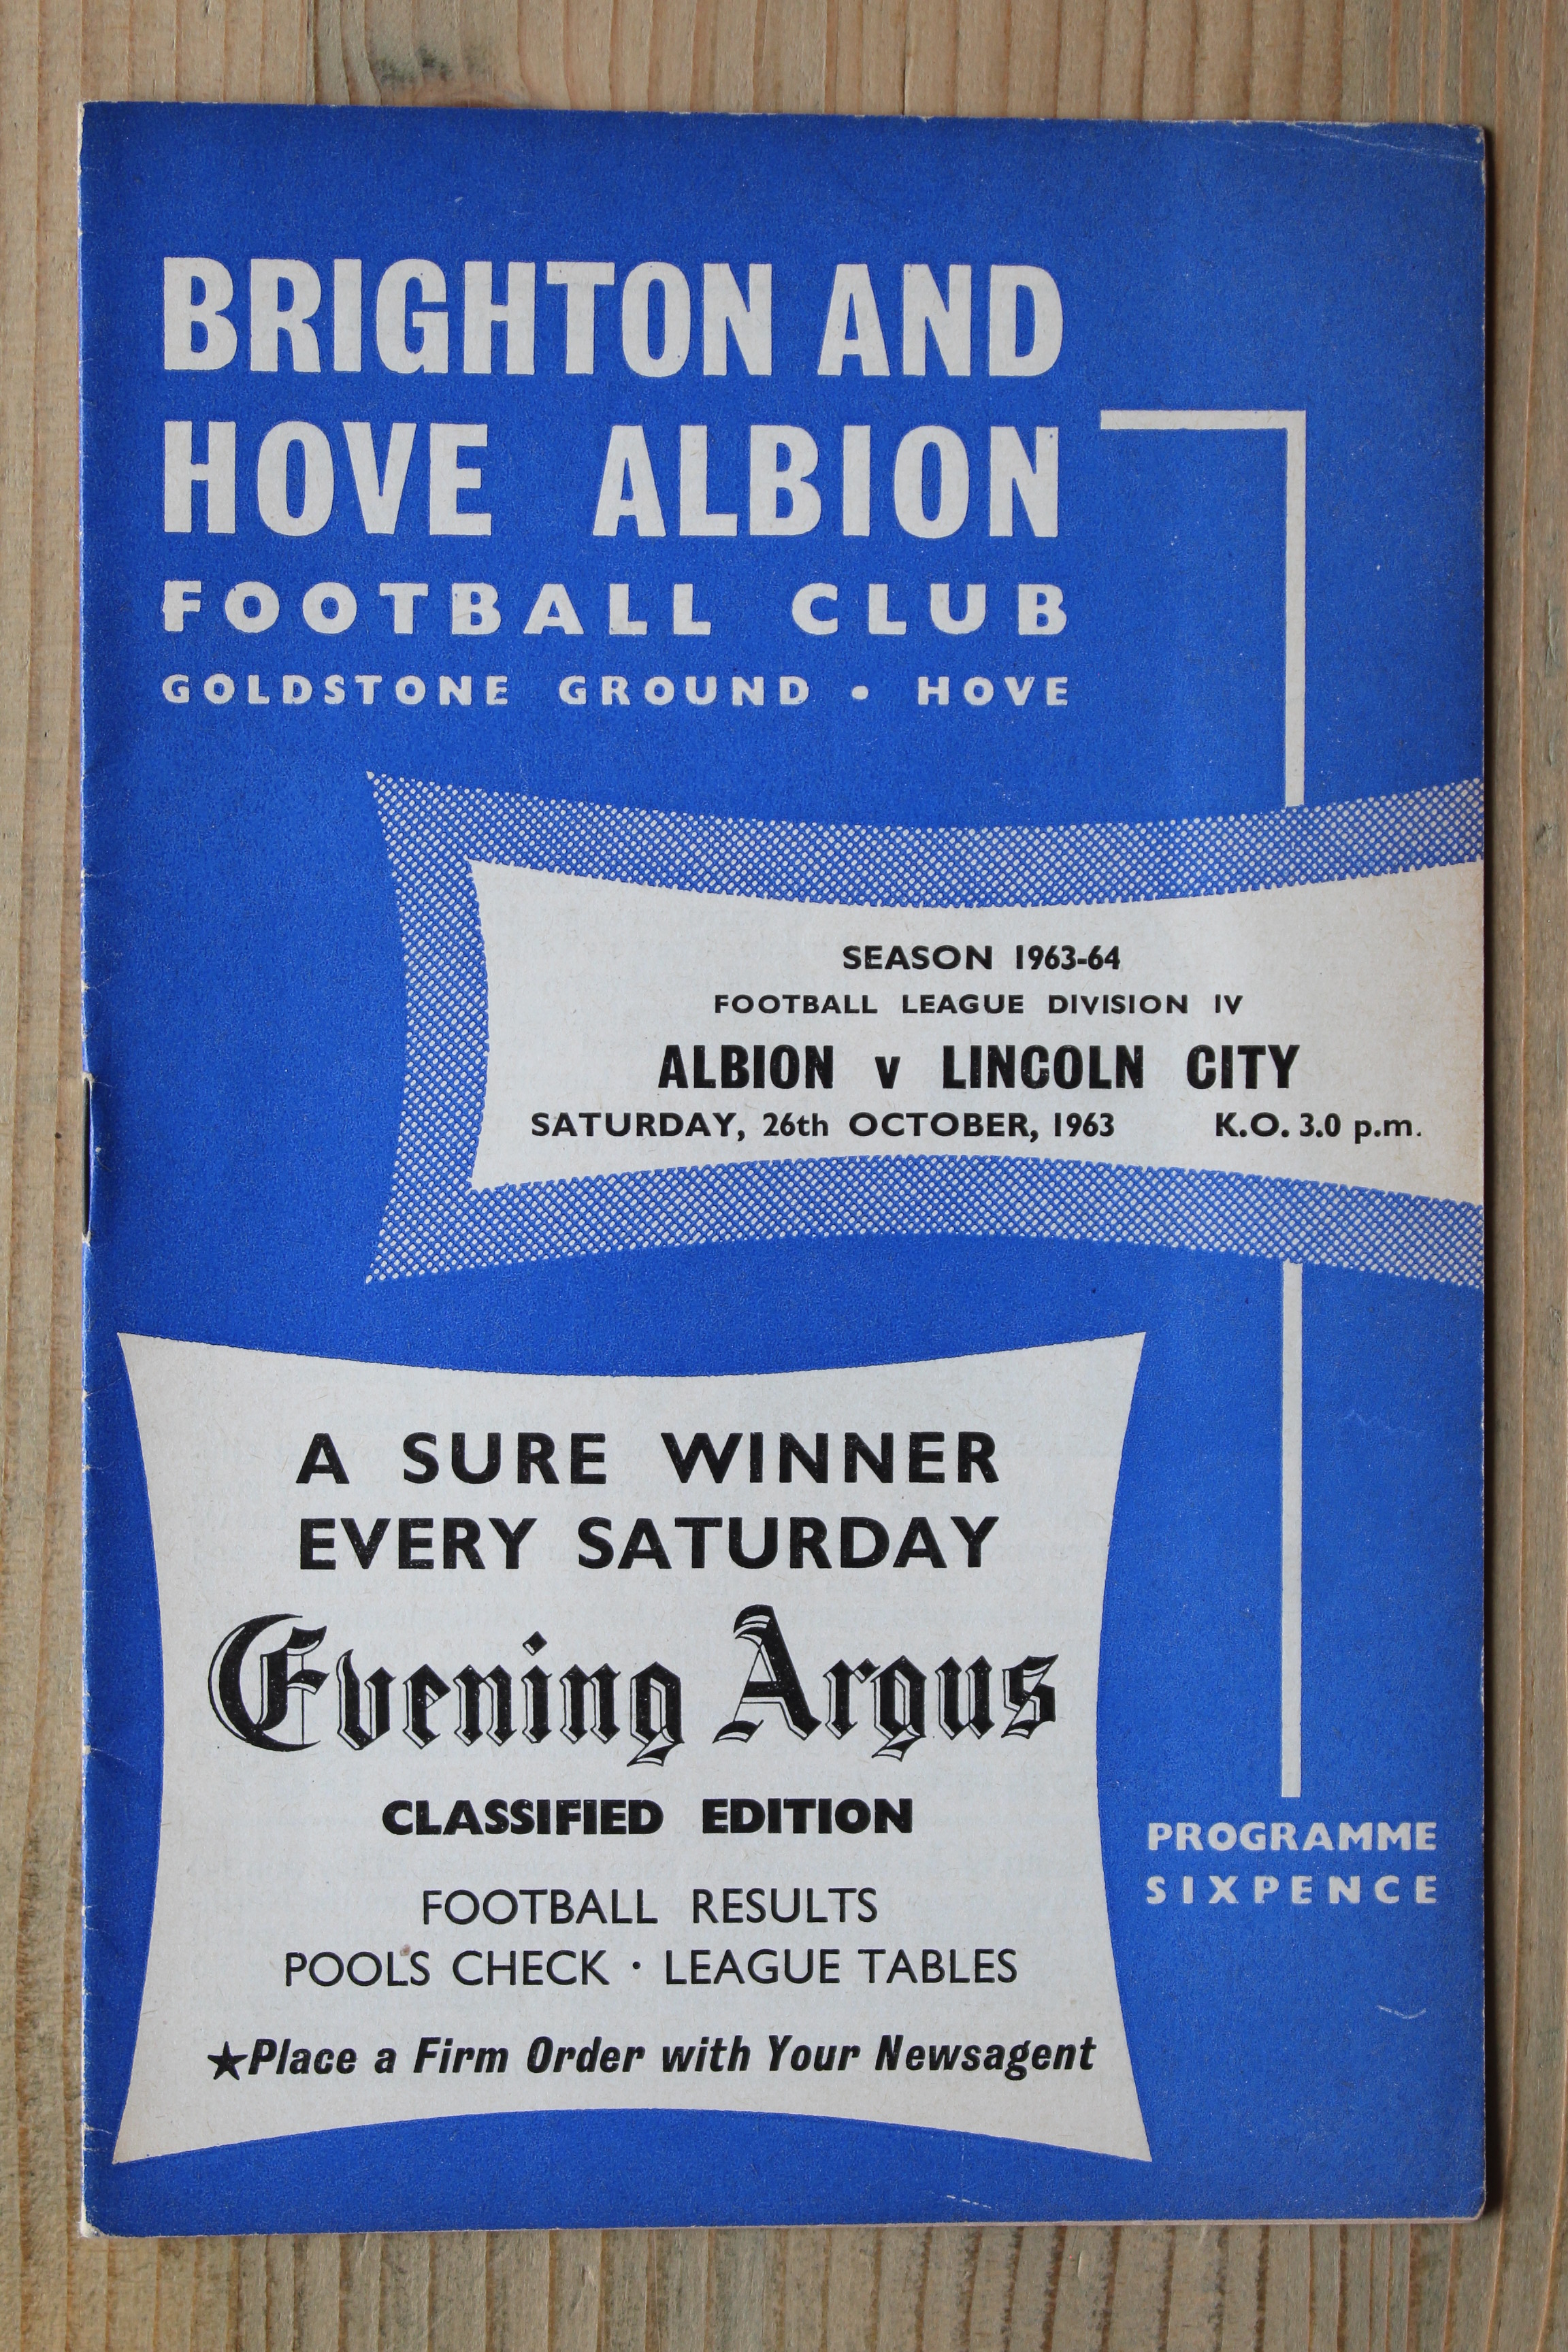 BRIGHTON AND
HOVE ALBION
FOOTBALL CLUB
GOLDSTONE GROUND • HOVE
SEASON 1963-64
FOOTBALL LEAGUE DIVISION IV
ALBION v LINCOLN CITY
SATURDAY, 26th OCTOBER, 1963 K.O. 3.0 p.m.
A SURE WINNER
EVERY SATURDAY
Evening Argus
CLASSIFIED EDITION
FOOTBALL RESULTS
POOLS CHECK · LEAGUE TABLES
★Place a Firm Order with Your Newsagent
PROGRAMME
SIXPENCE